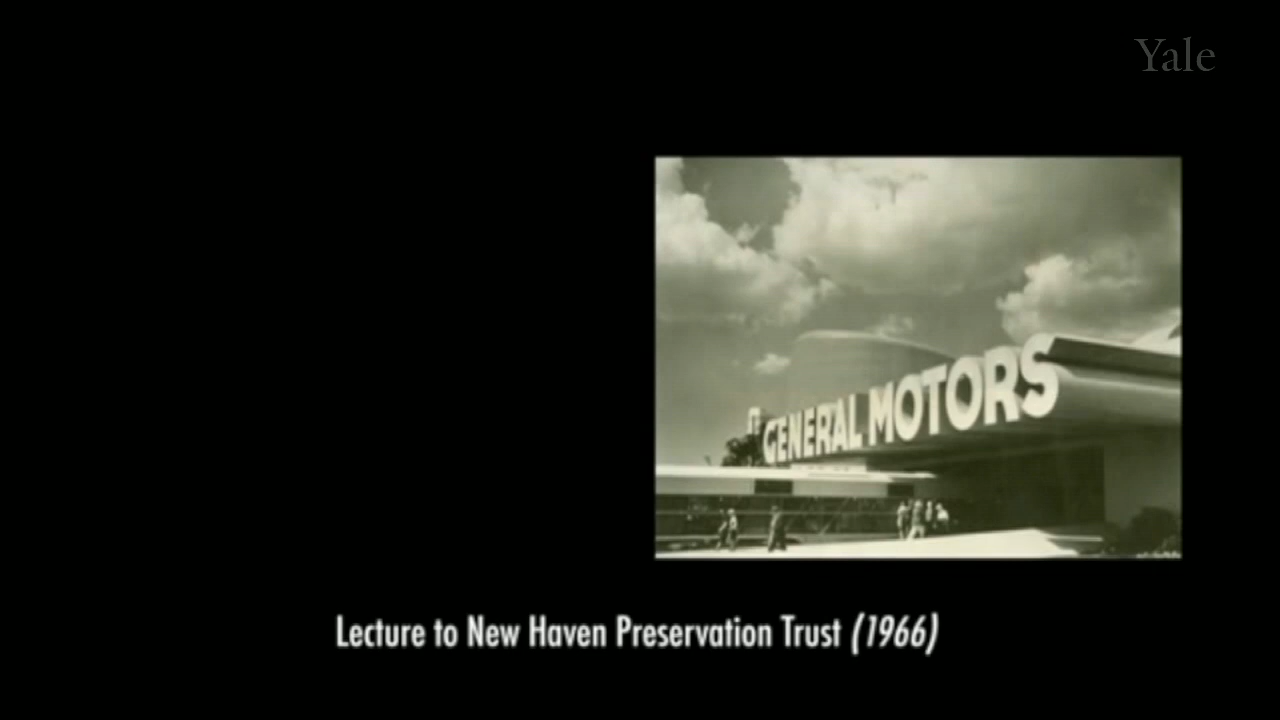 Yale
GENERAL MOTORS
Lecture to New Haven Preservation Trust (1966)